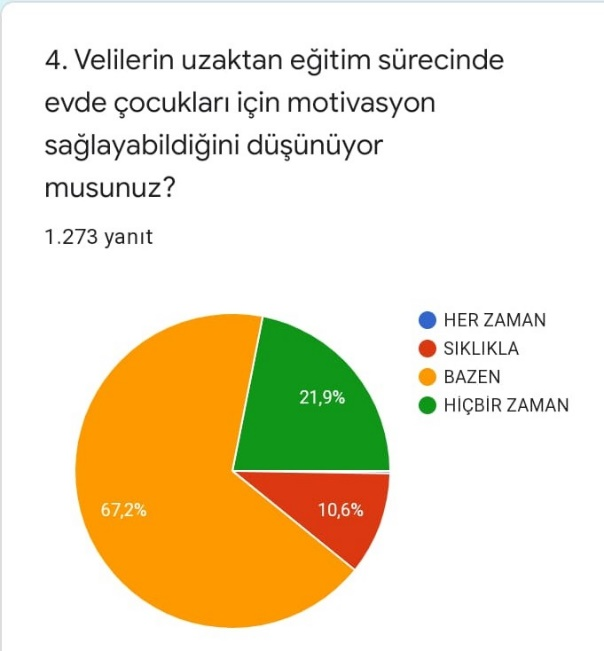 4. Velilerin uzaktan eğitim sürecinde
evde çocukları için motivasyon
sağlayabildiğini düşünüyor
musunuz?
1.273 yanıt
HER ZAMAN
SIKLIKLA
BAZEN
HİÇBİR ZAMAN
21,9%
67,2%
10,6%